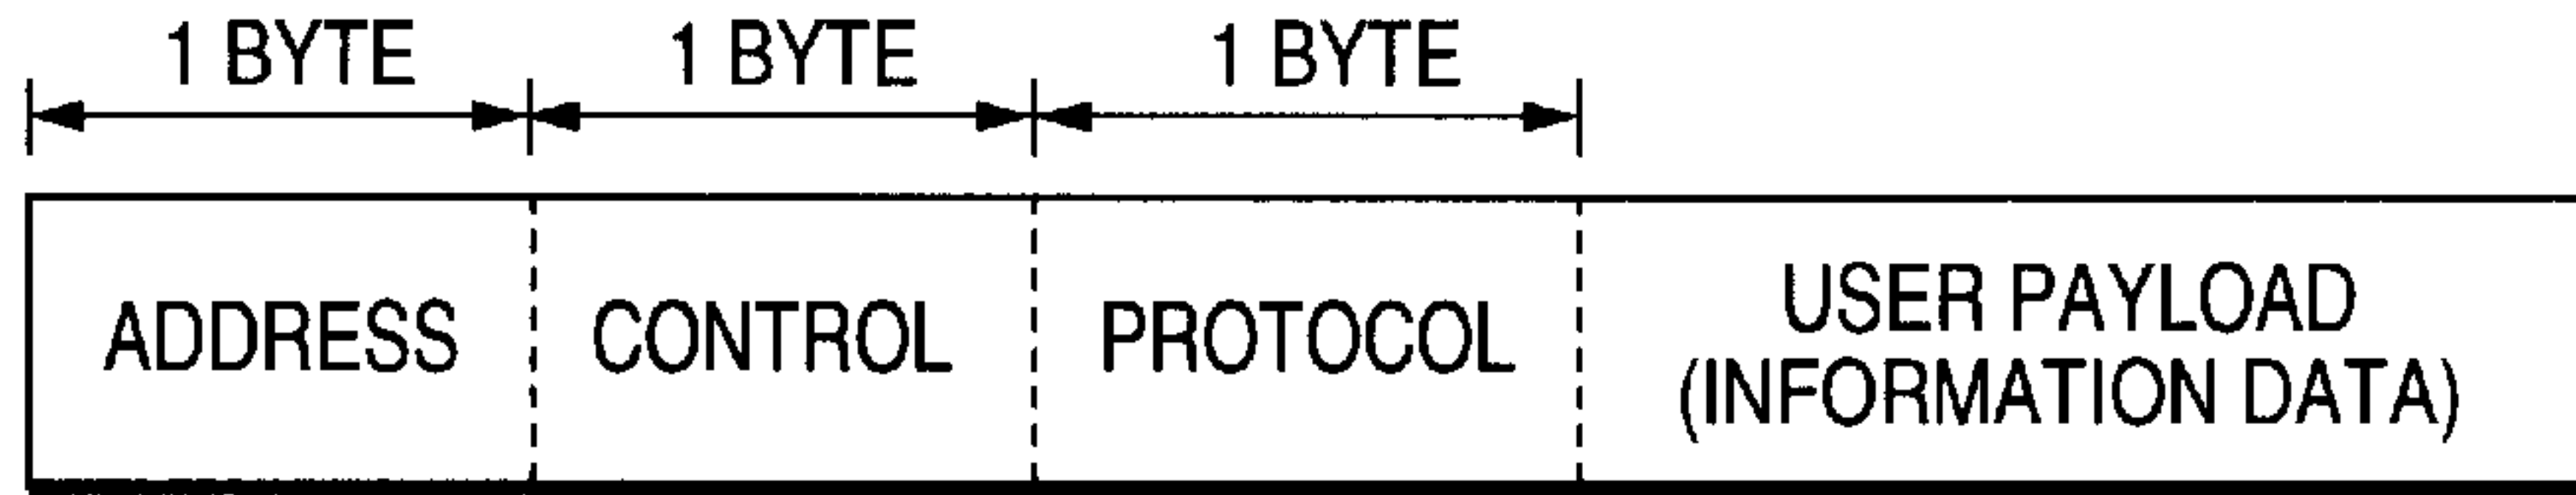 1 BYTE 1 BYTE 1 BYTE
ADDRESS CONTROL PROTOCOL USER PAYLOAD
(INFORMATION DATA)